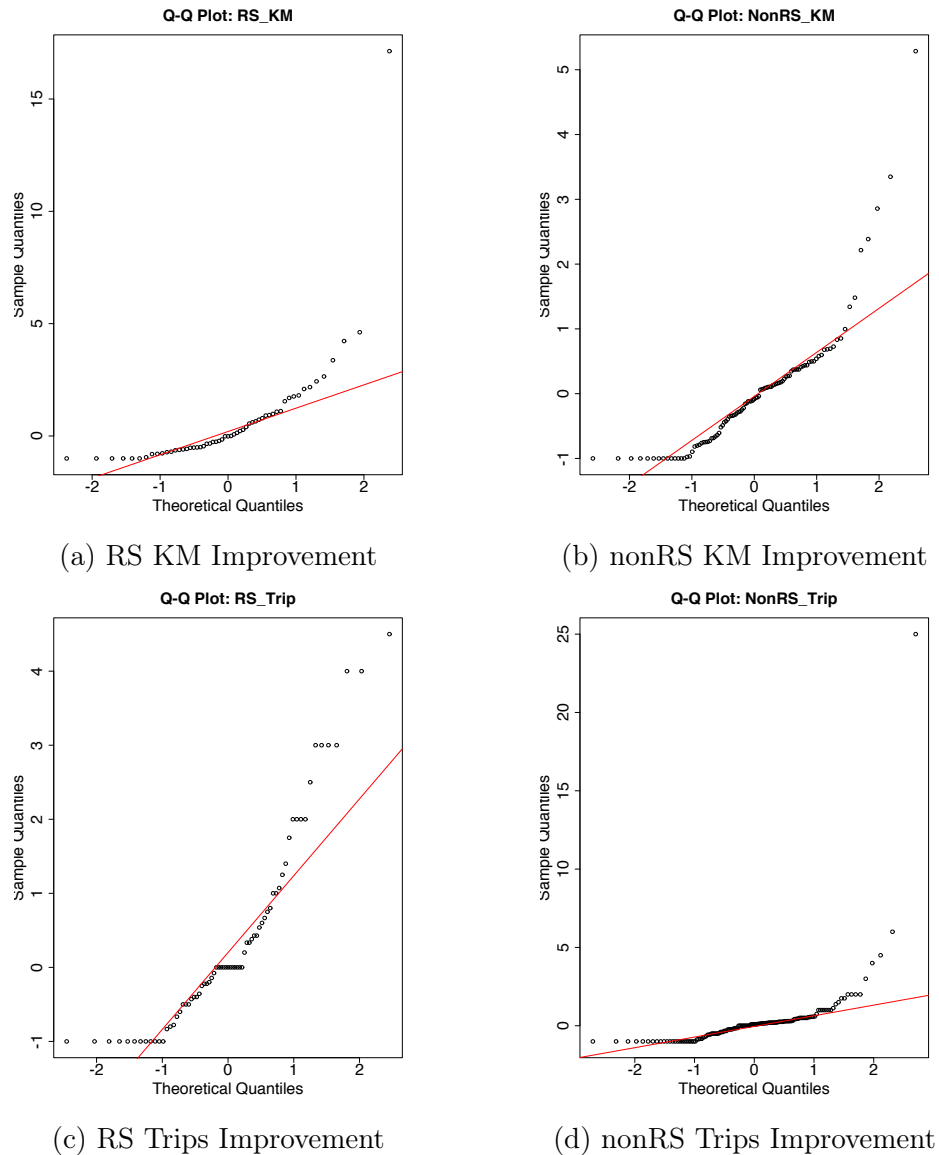 Q-Q Plot: RS_KM
Sample Quantiles
0 5 10 15
-2 -1 0 1 2
Theoretical Quantiles
(a) RS KM Improvement
Q-Q Plot: NonRS_KM
Sample Quantiles
-1 0 1 2 3 4 5
-2 -1 0 1 2
Theoretical Quantiles
(b) nonRS KM Improvement
Q-Q Plot: RS_Trip
Sample Quantiles
-1 0 1 2 3 4
-2 -1 0 1 2
Theoretical Quantiles
(c) RS Trips Improvement
Q-Q Plot: NonRS_Trip
Sample Quantiles
0 5 10 15 20 25
-2 -1 0 1 2
Theoretical Quantiles
(d) nonRS Trips Improvement